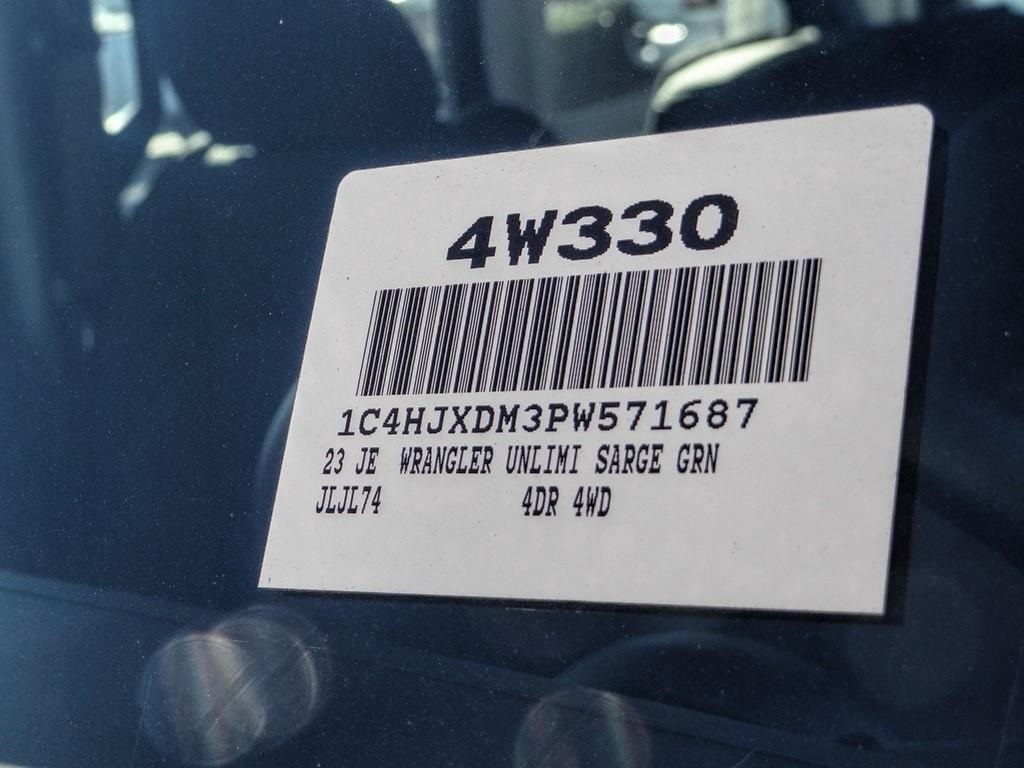 4W330
1C4HJXDM3PW571687
23 JE WRANGLER UNLIMI SARGE GRN
JLJL74 4DR 4WD